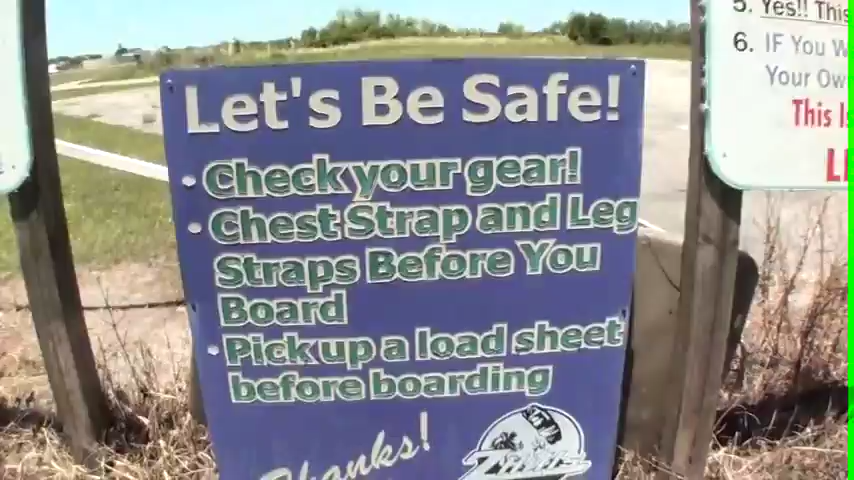 Let's Be Safe!
• Check your gear!
• Chest Strap and Leg
Straps Before You
Board
• Pick up a load sheet
before boarding
Thanks!
5. Yes!! This
6. IF You
Your Ow
This